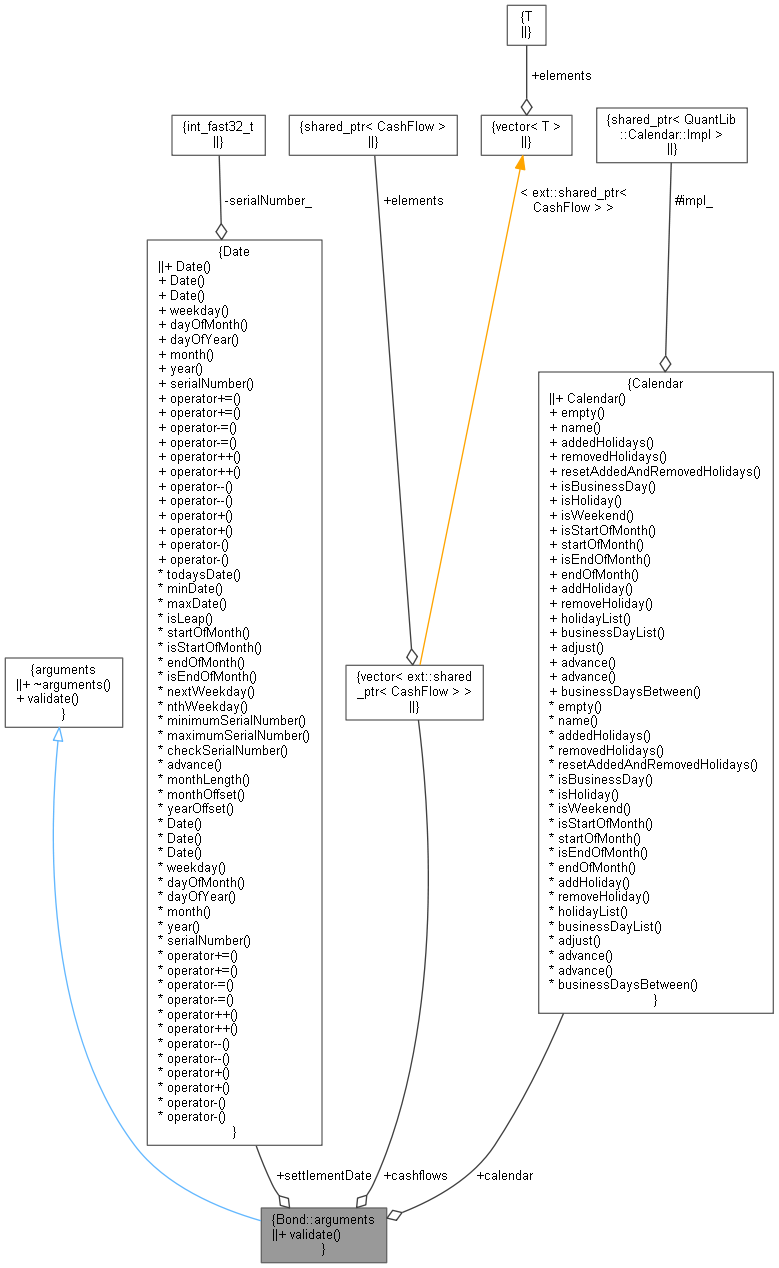 {T
||}
+elements
{int_fast32_t
||}
{shared_ptr< CashFlow >
||}
{vector< T >
||}
{shared_ptr< QuantLib
::Calendar::Impl >
||}
-serialNumber_
+elements
< ext::shared_ptr<
CashFlow > >
#impl_
{Date
||+ Date()
+ Date()
+ Date()
+ weekday()
+ dayOfMonth()
+ dayOfYear()
+ month()
+ year()
+ serialNumber()
+ operator+=()
+ operator+=()
+ operator-=()
+ operator-=()
+ operator++()
+ operator++()
+ operator--()
+ operator--()
+ operator+()
+ operator+()
+ operator-()
+ operator-()
* todaysDate()
* minDate()
* maxDate()
* isLeap()
* startOfMonth()
* isStartOfMonth()
* endOfMonth()
* isEndOfMonth()
* nextWeekday()
* nthWeekday()
* minimumSerialNumber()
* maximumSerialNumber()
* checkSerialNumber()
* advance()
* monthLength()
* monthOffset()
* yearOffset()
* Date()
* Date()
* Date()
* weekday()
* dayOfMonth()
* dayOfYear()
* month()
* year()
* serialNumber()
* operator+=()
* operator+=()
* operator-=()
* operator-=()
* operator++()
* operator++()
* operator--()
* operator--()
* operator+()
* operator+()
* operator-()
* operator-()
}
{Calendar
||+ Calendar()
+ empty()
+ name()
+ addedHolidays()
+ removedHolidays()
+ resetAddedAndRemovedHolidays()
+ isBusinessDay()
+ isHoliday()
+ isWeekend()
+ isStartOfMonth()
+ startOfMonth()
+ isEndOfMonth()
+ endOfMonth()
+ addHoliday()
+ removeHoliday()
+ holidayList()
+ businessDayList()
+ adjust()
+ advance()
+ advance()
+ businessDaysBetween()
* empty()
* name()
* addedHolidays()
* removedHolidays()
* resetAddedAndRemovedHolidays()
* isBusinessDay()
* isHoliday()
* isWeekend()
* isStartOfMonth()
* startOfMonth()
* isEndOfMonth()
* endOfMonth()
* addHoliday()
* removeHoliday()
* holidayList()
* businessDayList()
* adjust()
* advance()
* advance()
* businessDaysBetween()
}
{arguments
||+ ~arguments()
+ validate()
}
{vector< ext::shared
_ptr< CashFlow > >
||}
+settlementDate
+cashflows
+calendar
{Bond::arguments
||+ validate()
}